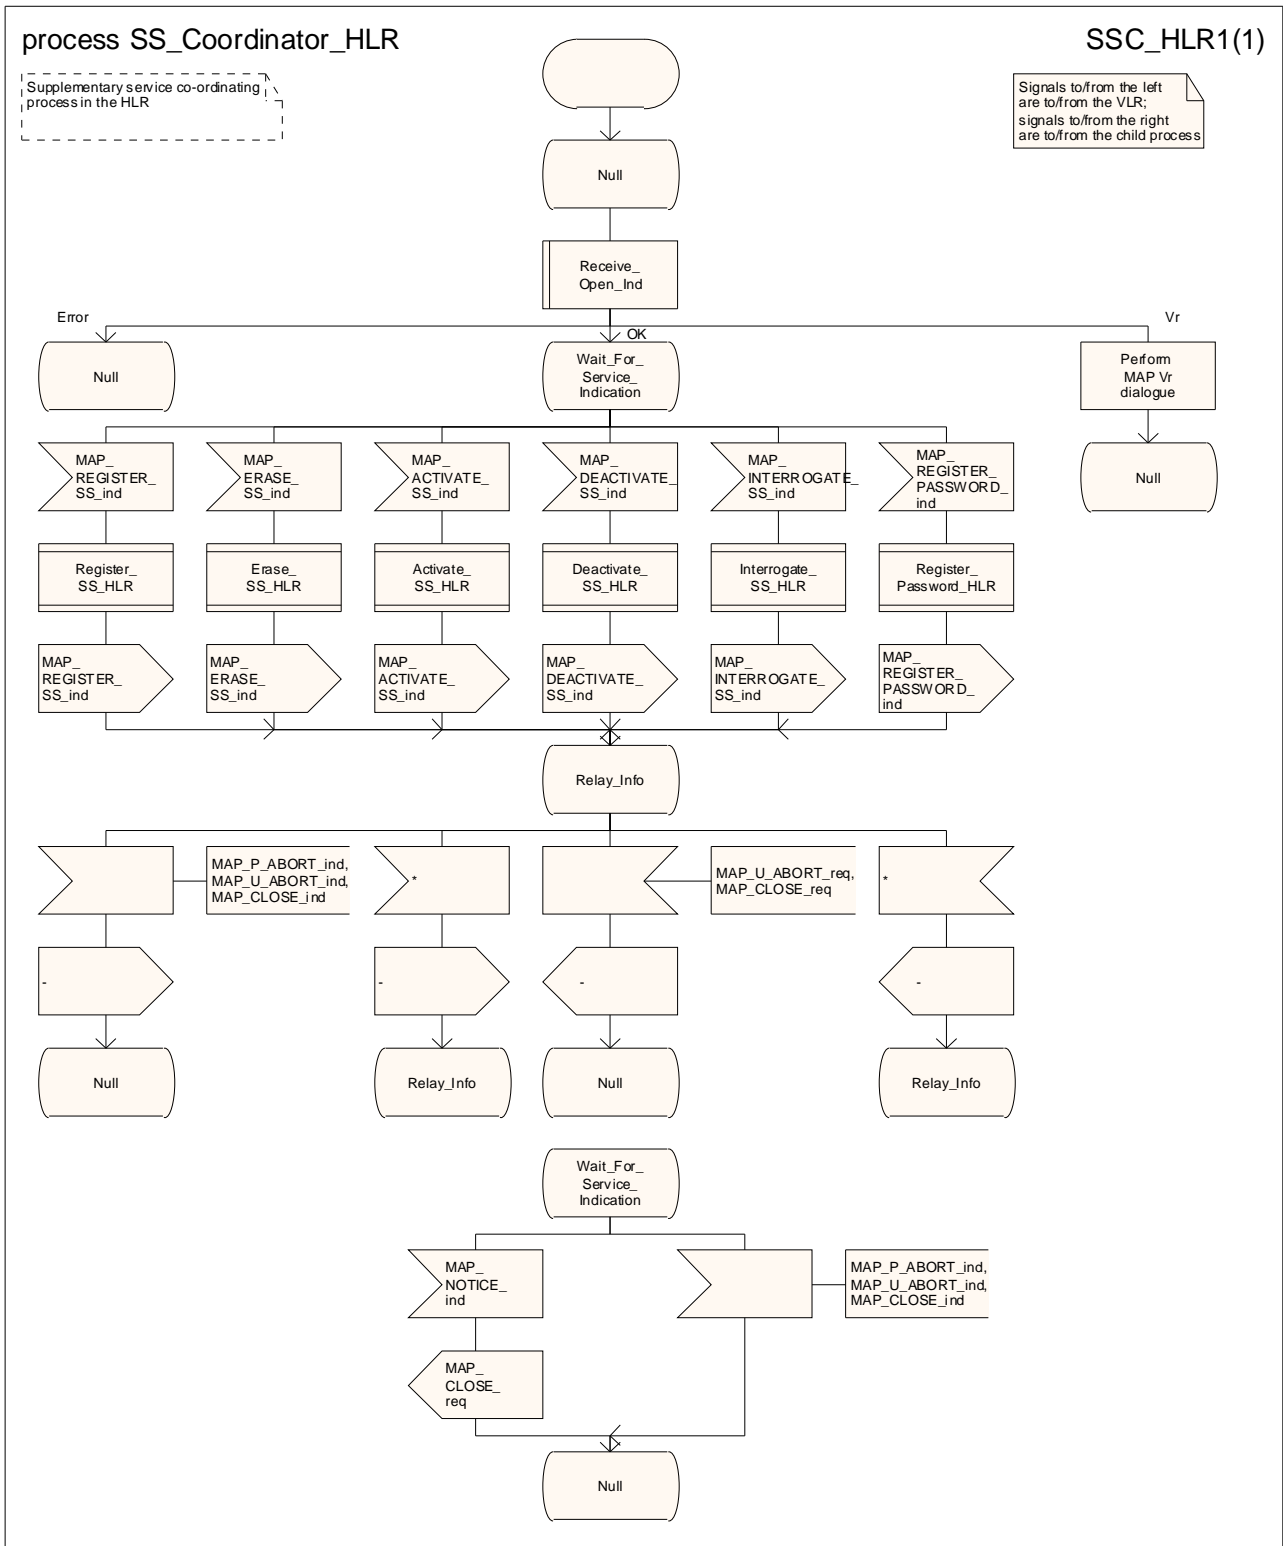 process SS_Coordinator_HLR
SSC_HLR1(1)
Supplementary service co-ordinating
process in the HLR
Signals to/from the left
are to/from the VLR;
signals to/from the right
are to/from the child process
Null
Receive_
Open_Ind
Error
OK
Vr
Null
Wait_For_
Service_
Indication
Perform
MAP Vr
dialogue
MAP_
REGISTER_
SS_ind
MAP_
ERASE_
SS_ind
MAP_
ACTIVATE_
SS_ind
MAP_
DEACTIVATE_
SS_ind
MAP_
INTERROGATE_
SS_ind
MAP_
REGISTER_
PASSWORD_
ind
Null
Register_
SS_HLR
Erase_
SS_HLR
Activate_
SS_HLR
Deactivate_
SS_HLR
Interrogate_
SS_HLR
Register_
Password_HLR
MAP_
REGISTER_
SS_ind
MAP_
ERASE_
SS_ind
MAP_
ACTIVATE_
SS_ind
MAP_
DEACTIVATE_
SS_ind
MAP_
INTERROGATE_
SS_ind
MAP_
REGISTER_
PASSWORD_
ind
Relay_Info
MAP_P_ABORT_ind,
MAP_U_ABORT_ind,
MAP_CLOSE_ind
*
MAP_U_ABORT_req,
MAP_CLOSE_req
*
-
-
-
-
Null
Relay_Info
Null
Relay_Info
Wait_For_
Service_
Indication
MAP_
NOTICE_
ind
MAP_P_ABORT_ind,
MAP_U_ABORT_ind,
MAP_CLOSE_ind
MAP_
CLOSE_
req
Null